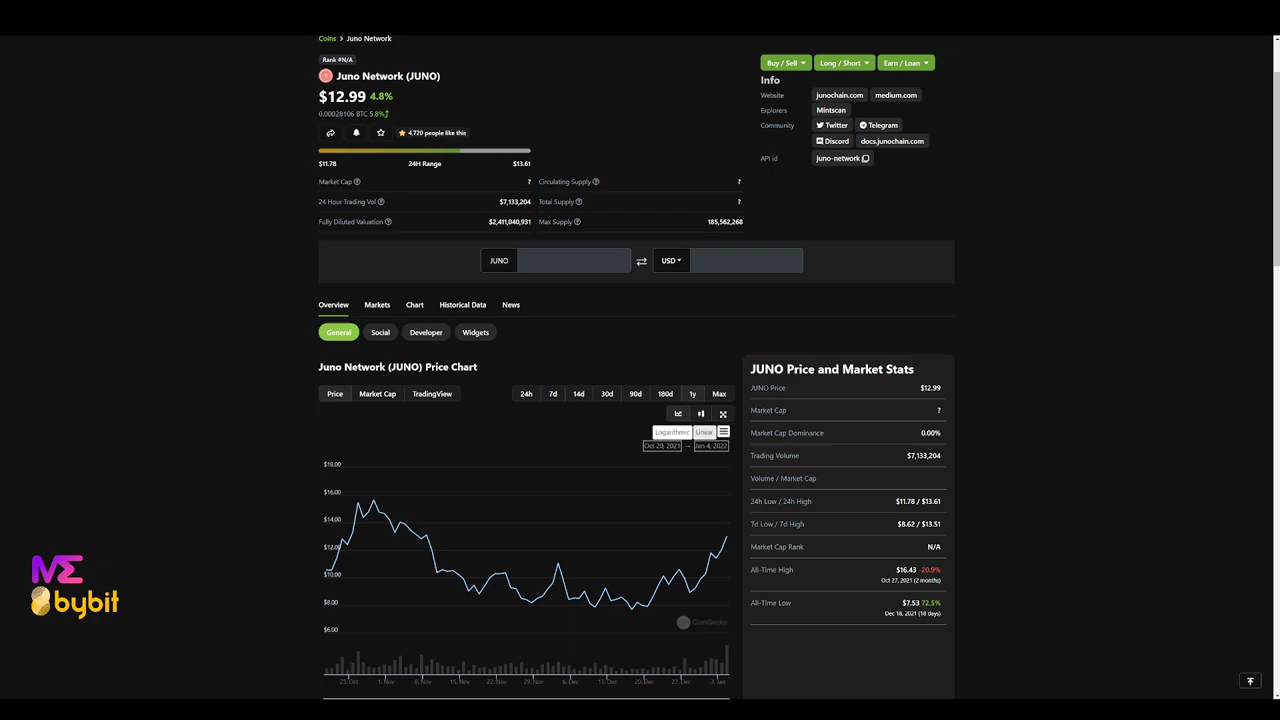 Coins > Juno Network
Rank #N/A
Juno Network (JUNO)
$12.99 4.8%
0.00028106 BTC 5.8%
4,720 people like this
$11.78 24H Range $13.61
Market Cap ?
24 Hour Trading Vol $7,133,204
Fully Diluted Valuation $2,411,040,931
Circulating Supply ?
Total Supply ?
Max Supply 185,562,268
Buy / Sell Long / Short Earn / Loan
Info
Website junochain.com medium.com
Explorers Mintscan
Community Twitter Telegram
Discord docs.junochain.com
API id juno-network
JUNO USD
Overview Markets Chart Historical Data News
General Social Developer Widgets
Juno Network (JUNO) Price Chart
Price Market Cap TradingView
24h 7d 14d 30d 90d 180d 1y Max
Logarithmic Linear
Oct 20, 2021 → Jan 4, 2022
$18.00
$16.00
$14.00
$12.00
$10.00
$8.00
$6.00
CoinGecko
25. Oct 1. Nov 8. Nov 15. Nov 22. Nov 29. Nov 6. Dec 13. Dec 20. Dec 27. Dec 3. Jan
JUNO Price and Market Stats
JUNO Price $12.99
Market Cap ?
Market Cap Dominance 0.00%
Trading Volume $7,133,204
Volume / Market Cap
24h Low / 24h High $11.78 / $13.61
7d Low / 7d High $8.62 / $13.51
Market Cap Rank N/A
All-Time High $16.43 -20.9%
Oct 27, 2021 (2 months)
All-Time Low $7.53 72.5%
Dec 18, 2021 (18 days)
ME
bybit